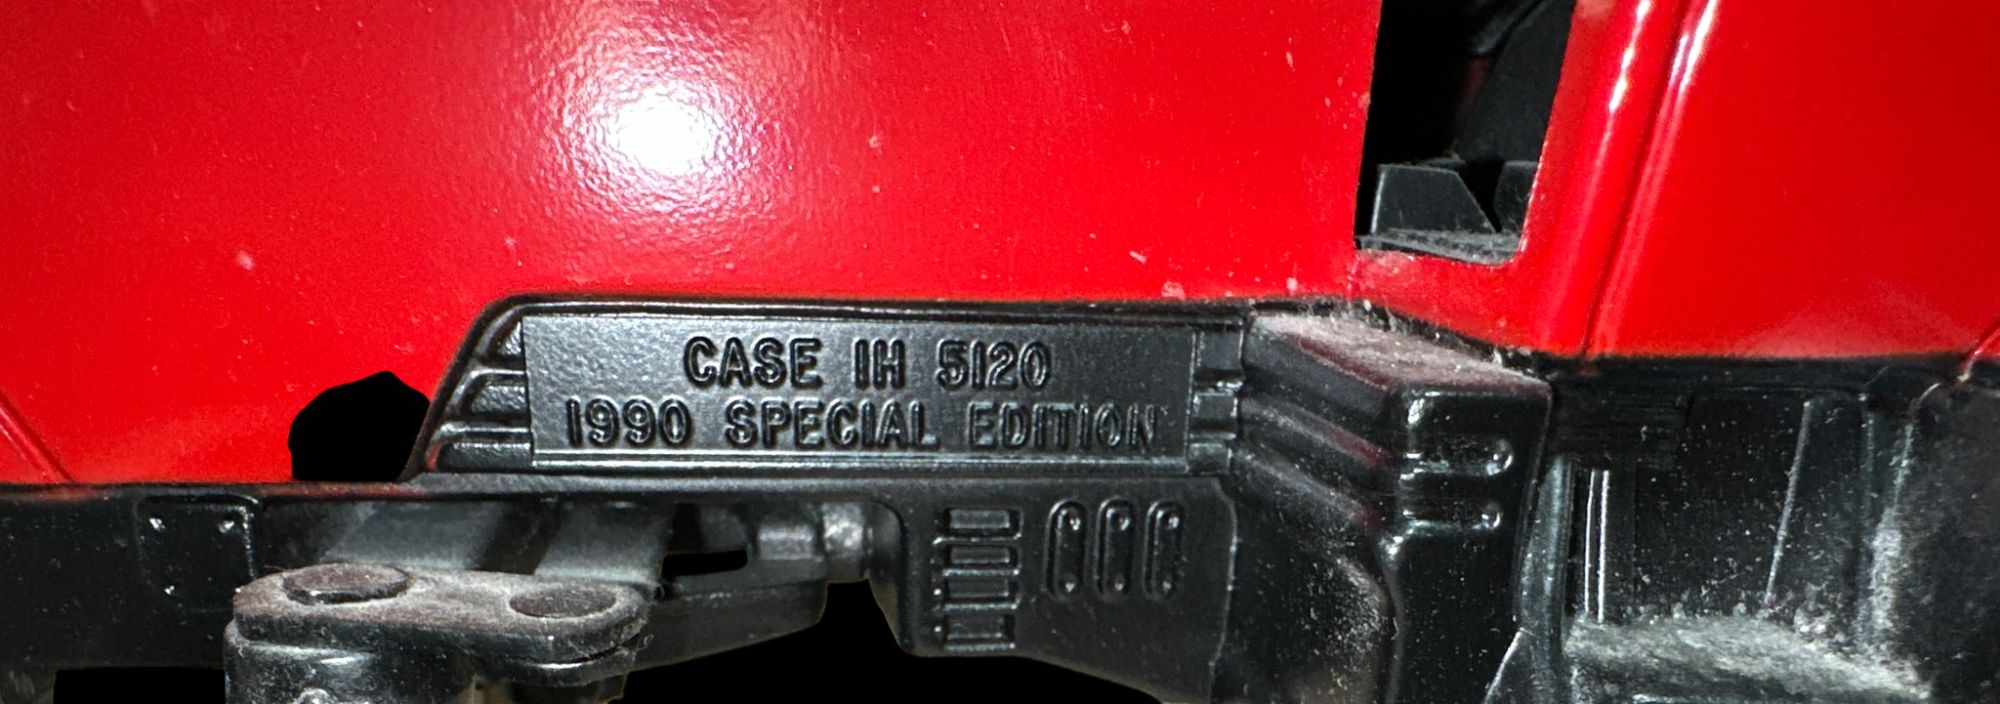 CASE IH 5120
1990 SPECIAL EDITION